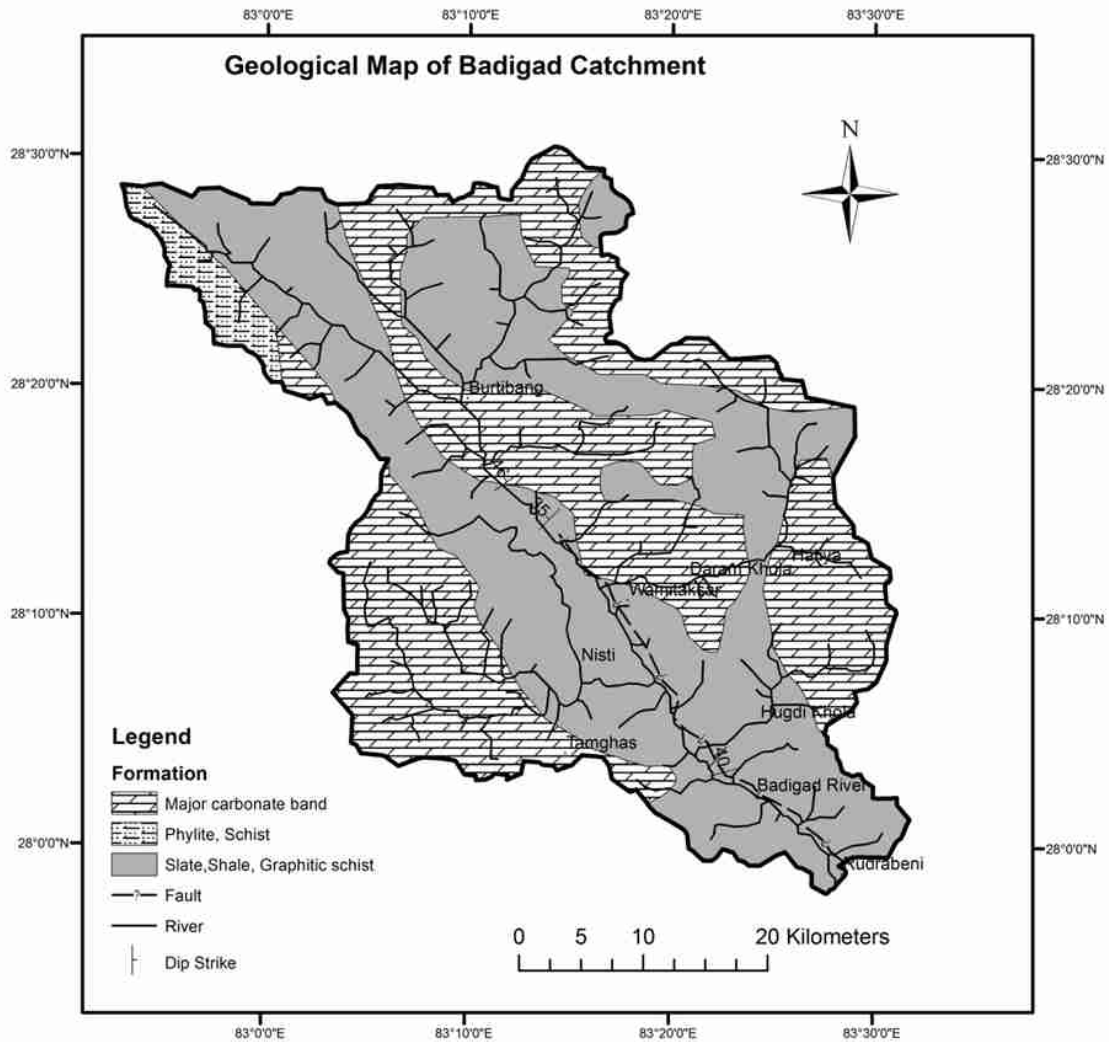 83°0'0"E
83°10'0"E
83°20'0"E
83°30'0"E
Geological Map of Badigad Catchment
N
28°30'0"N
28°30'0"N
28°20'0"N
28°20'0"N
Burtibang
35
Hatiya
Daram Khola
Wamitaksar
28°10'0"N
28°10'0"N
Nisti
Hugdi Khola
Tamghas
40
Badigad River
28°0'0"N
28°0'0"N
Rudrabeni
Legend
Formation
Major carbonate band
Phylite, Schist
Slate,Shale, Graphitic schist
?
Fault
River
Dip Strike
0 5 10 20 Kilometers
83°0'0"E
83°10'0"E
83°20'0"E
83°30'0"E